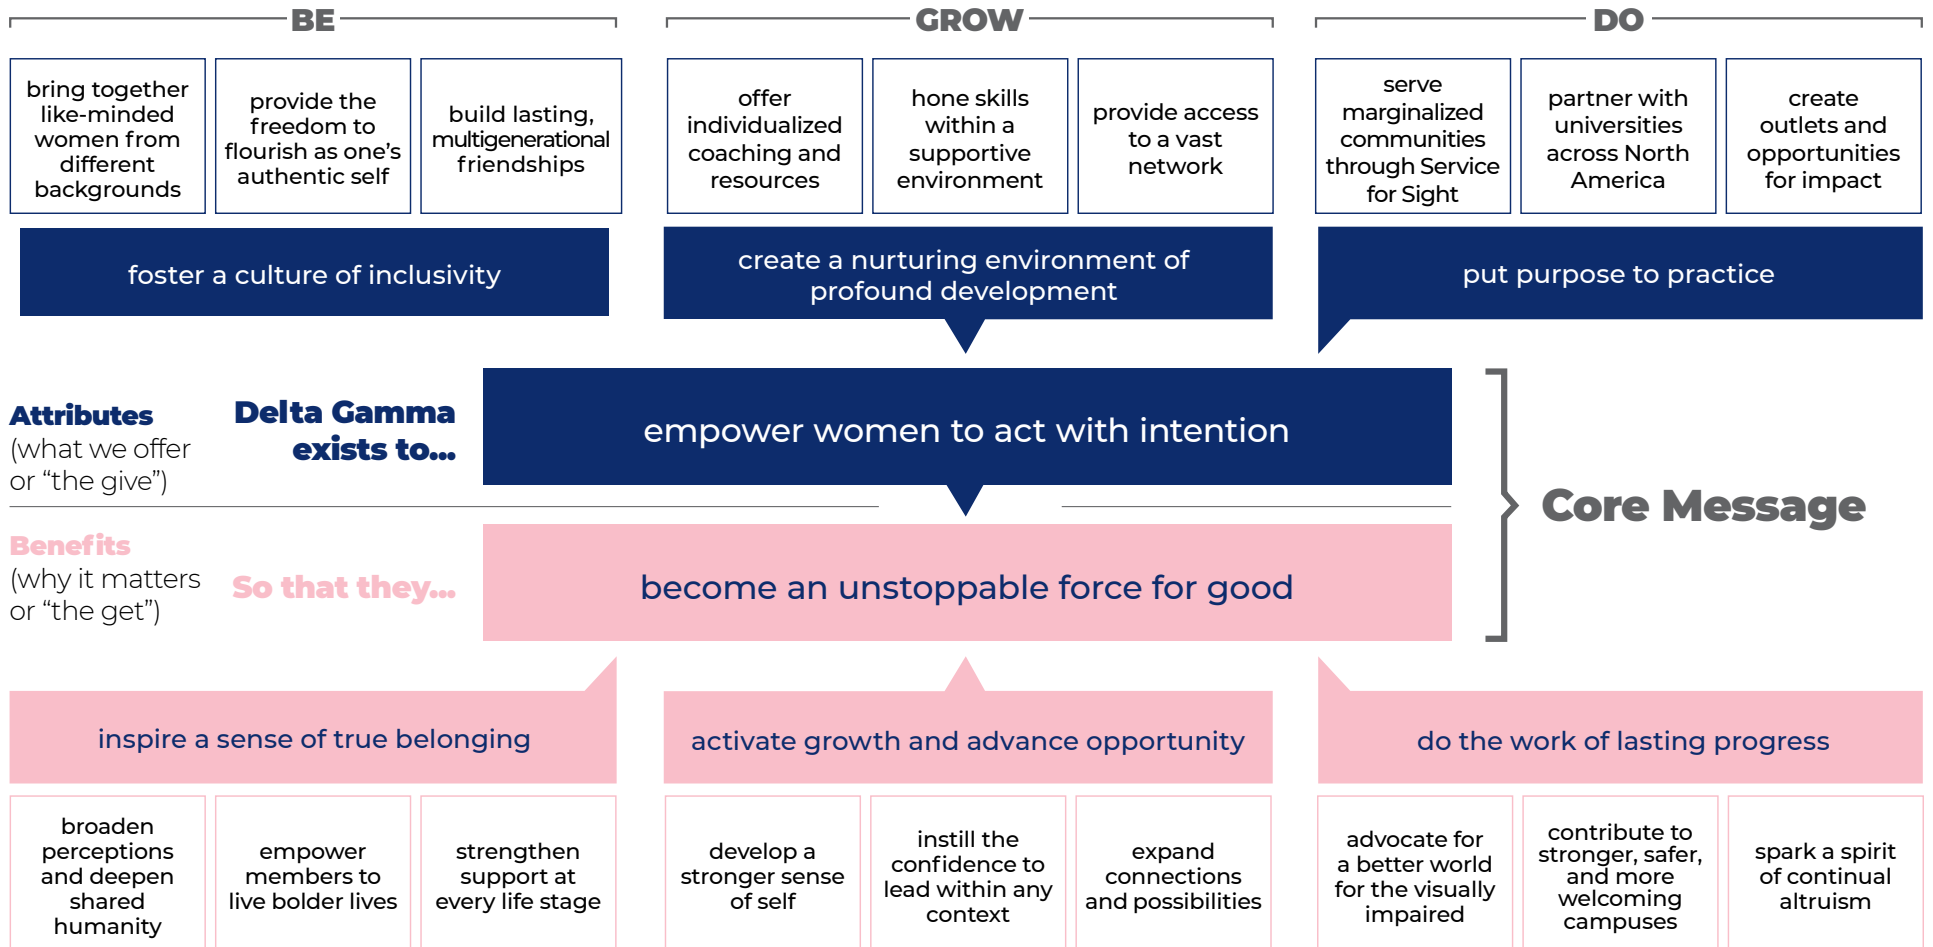 BE
GROW
DO
bring together
like-minded
women from
different
backgrounds
provide the
freedom to
flourish as one’s
authentic self
build lasting,
multigenerational
friendships
offer
individualized
coaching and
resources
hone skills
within a
supportive
environment
provide access
to a vast
network
serve
marginalized
communities
through Service
for Sight
partner with
universities
across North
America
create
outlets and
opportunities
for impact
foster a culture of inclusivity
create a nurturing environment of
profound development
put purpose to practice
Attributes
(what we offer
or “the give”)
Delta Gamma
exists to...
empower women to act with intention
Core Message
Benefits
(why it matters
or “the get”)
So that they...
become an unstoppable force for good
inspire a sense of true belonging
activate growth and advance opportunity
do the work of lasting progress
broaden
perceptions
and deepen
shared
humanity
empower
members to
live bolder lives
strengthen
support at
every life stage
develop a
stronger sense
of self
instill the
confidence to
lead within any
context
expand
connections
and possibilities
advocate for
a better world
for the visually
impaired
contribute to
stronger, safer,
and more
welcoming
campuses
spark a spirit
of continual
altruism